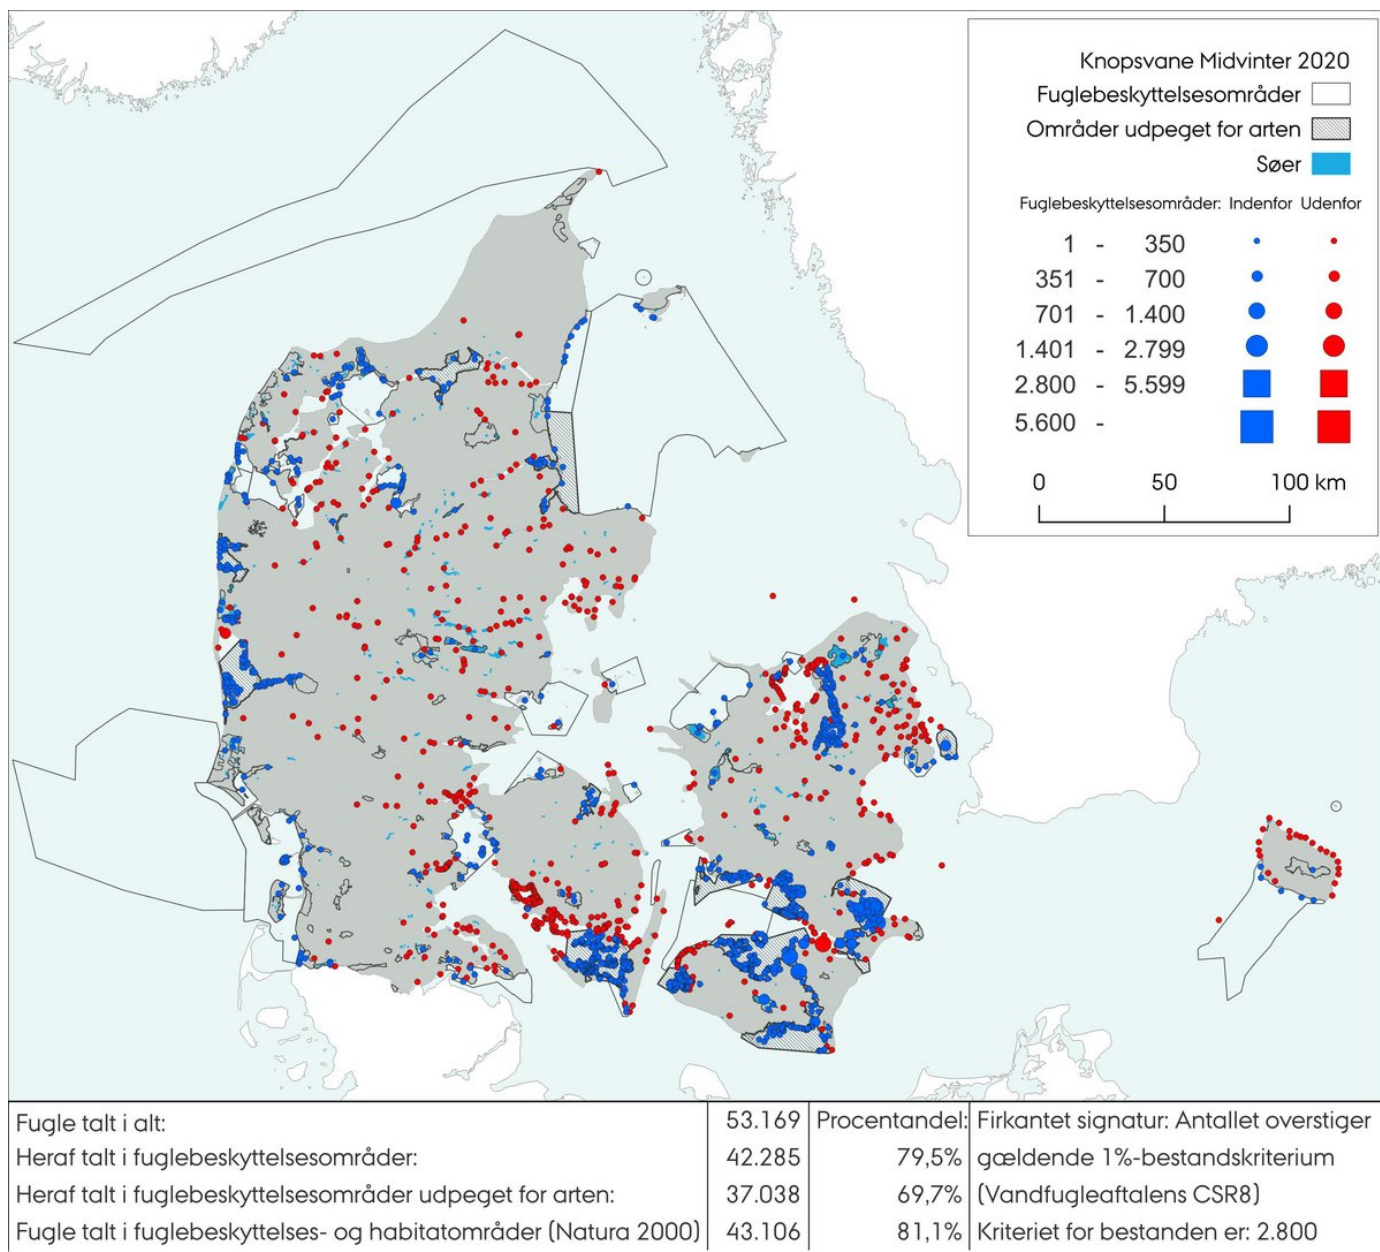 Knopsvane Midvinter 2020
Fuglebeskyttelsesområder
Områder udpeget for arten
Søer
Fuglebeskyttelsesområder: Indenfor Udenfor
1 - 350
351 - 700
701 - 1.400
1.401 - 2.799
2.800 - 5.599
5.600 -
0 50 100 km
Fugle talt i alt: 53.169 Procentandel: Firkantet signatur: Antallet overstiger
Heraf talt i fuglebeskyttelsesområder: 42.285 79,5% gældende 1%-bestandskriterium
Heraf talt i fuglebeskyttelsesområder udpeget for arten: 37.038 69,7% (Vandfugleaftalens CSR8)
Fugle talt i fuglebeskyttelses- og habitatområder (Natura 2000) 43.106 81,1% Kriteriet for bestanden er: 2.800